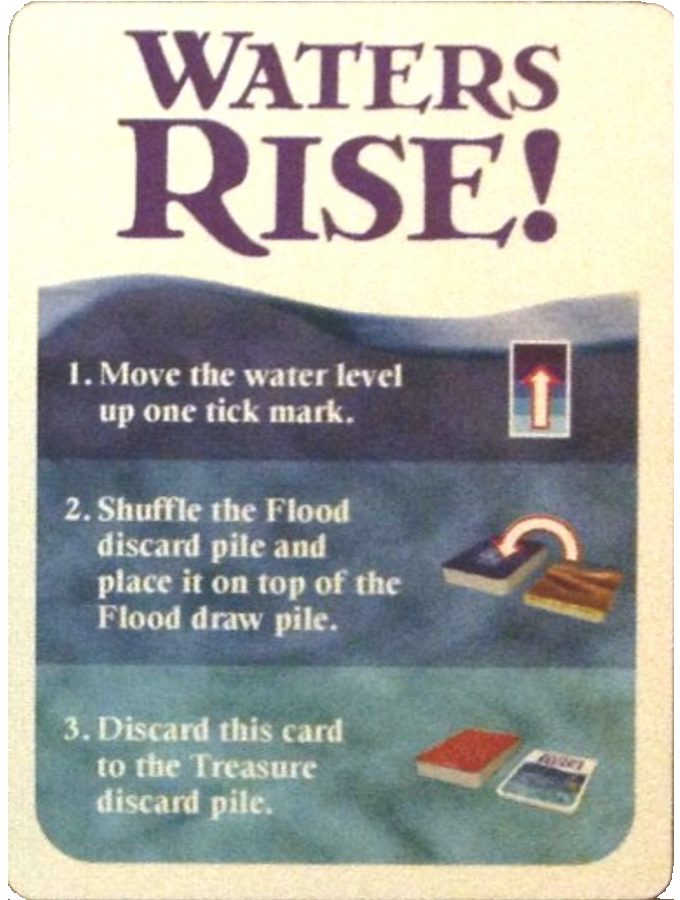 WATERS
RISE!
1. Move the water level
up one tick mark.
2. Shuffle the Flood
discard pile and
place it on top of the
Flood draw pile.
3. Discard this card
to the Treasure
discard pile.